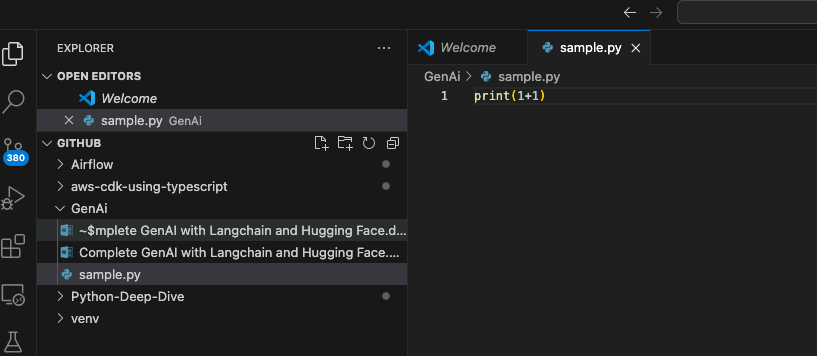 EXPLORER
OPEN EDITORS
Welcome
sample.py GenAi
GITHUB
380
Airflow
aws-cdk-using-typescript
GenAi
~$mplete GenAI with Langchain and Hugging Face.d...
Complete GenAI with Langchain and Hugging Face....
sample.py
Python-Deep-Dive
venv
Welcome
sample.py
GenAi > sample.py
1 print(1+1)